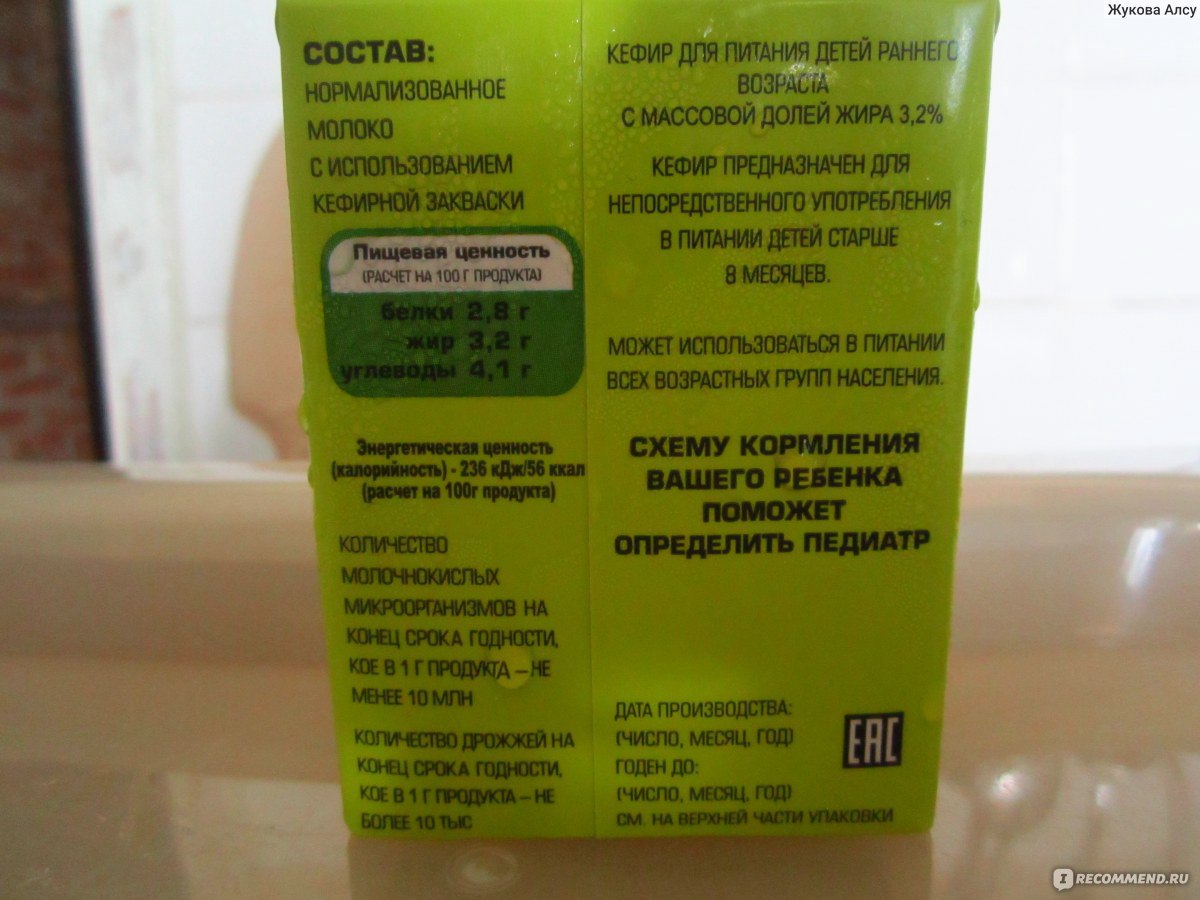 Жукова Алсу
СОСТАВ:
НОРМАЛИЗОВАННОЕ
МОЛОКО
С ИСПОЛЬЗОВАНИЕМ
КЕФИРНОЙ ЗАКВАСКИ
Пищевая ценность
(РАСЧЕТ НА 100 Г ПРОДУКТА)
белки 2,8 г
жир 3,2 г
углеводы 4,1 г
Энергетическая ценность
(калорийность) - 236 кДж/56 ккал
(расчет на 100г продукта)
КОЛИЧЕСТВО
МОЛОЧНОКИСЛЫХ
МИКРООРГАНИЗМОВ НА
КОНЕЦ СРОКА ГОДНОСТИ,
КОЕ В 1 Г ПРОДУКТА – НЕ
МЕНЕЕ 10 МЛН
КОЛИЧЕСТВО ДРОЖЖЕЙ НА
КОНЕЦ СРОКА ГОДНОСТИ,
КОЕ В 1 Г ПРОДУКТА – НЕ
БОЛЕЕ 10 ТЫС
КЕФИР ДЛЯ ПИТАНИЯ ДЕТЕЙ РАННЕГО
ВОЗРАСТА
С МАССОВОЙ ДОЛЕЙ ЖИРА 3,2%
КЕФИР ПРЕДНАЗНАЧЕН ДЛЯ
НЕПОСРЕДСТВЕННОГО УПОТРЕБЛЕНИЯ
В ПИТАНИИ ДЕТЕЙ СТАРШЕ
8 МЕСЯЦЕВ.
МОЖЕТ ИСПОЛЬЗОВАТЬСЯ В ПИТАНИИ
ВСЕХ ВОЗРАСТНЫХ ГРУПП НАСЕЛЕНИЯ.
СХЕМУ КОРМЛЕНИЯ
ВАШЕГО РЕБЕНКА
ПОМОЖЕТ
ОПРЕДЕЛИТЬ ПЕДИАТР
ДАТА ПРОИЗВОДСТВА:
(ЧИСЛО, МЕСЯЦ, ГОД)
ГОДЕН ДО:
(ЧИСЛО, МЕСЯЦ, ГОД)
СМ. НА ВЕРХНЕЙ ЧАСТИ УПАКОВКИ
EAC
IRECOMMEND.RU